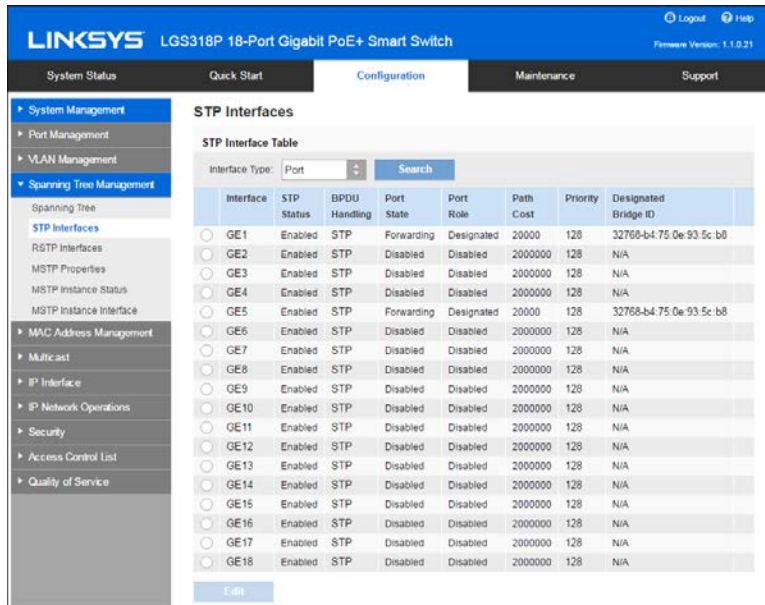 Logout Help
LINKSYS LGS318P 18-Port Gigabit PoE+ Smart Switch
Firmware Version: 1.1.0.21
System Status Quick Start Configuration Maintenance Support
System Management
Port Management
VLAN Management
Spanning Tree Management
Spanning Tree
STP Interfaces
RSTP Interfaces
MSTP Properties
MSTP Instance Status
MSTP Instance Interface
MAC Address Management
Multicast
IP Interface
IP Network Operations
Security
Access Control List
Quality of Service
STP Interfaces
STP Interface Table
Interface Type: Port Search
Interface STP Status BPDU Handling Port State Port Role Path Cost Priority Designated Bridge ID
GE1 Enabled STP Forwarding Designated 20000 128 32768-b4:75:0e:93:5c:b8
GE2 Enabled STP Disabled Disabled 2000000 128 N/A
GE3 Enabled STP Disabled Disabled 2000000 128 N/A
GE4 Enabled STP Disabled Disabled 2000000 128 N/A
GE5 Enabled STP Forwarding Designated 20000 128 32768-b4:75:0e:93:5c:b8
GE6 Enabled STP Disabled Disabled 2000000 128 N/A
GE7 Enabled STP Disabled Disabled 2000000 128 N/A
GE8 Enabled STP Disabled Disabled 2000000 128 N/A
GE9 Enabled STP Disabled Disabled 2000000 128 N/A
GE10 Enabled STP Disabled Disabled 2000000 128 N/A
GE11 Enabled STP Disabled Disabled 2000000 128 N/A
GE12 Enabled STP Disabled Disabled 2000000 128 N/A
GE13 Enabled STP Disabled Disabled 2000000 128 N/A
GE14 Enabled STP Disabled Disabled 2000000 128 N/A
GE15 Enabled STP Disabled Disabled 2000000 128 N/A
GE16 Enabled STP Disabled Disabled 2000000 128 N/A
GE17 Enabled STP Disabled Disabled 2000000 128 N/A
GE18 Enabled STP Disabled Disabled 2000000 128 N/A
Edit